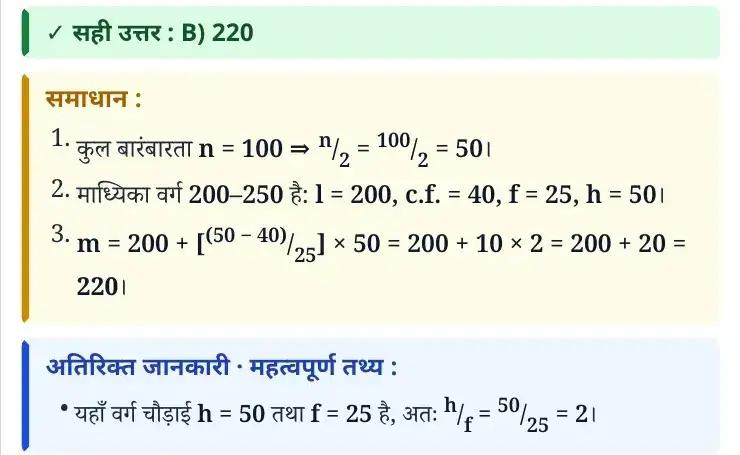 ✓ सही उत्तर : B) 220
समाधान :
1. कुल बारंबारता n = 100 ⇒ ⁿ/₂ = ¹⁰⁰/₂ = 50।
2. माध्यिका वर्ग 200–250 है: l = 200, c.f. = 40, f = 25, h = 50।
3. m = 200 + [⁽⁵⁰ ⁻ ⁴⁰⁾/₂₅] × 50 = 200 + 10 × 2 = 200 + 20 =
220।
अतिरिक्त जानकारी · महत्वपूर्ण तथ्य :
• यहाँ वर्ग चौड़ाई h = 50 तथा f = 25 है, अतः h/f = ⁵⁰/₂₅ = 2।